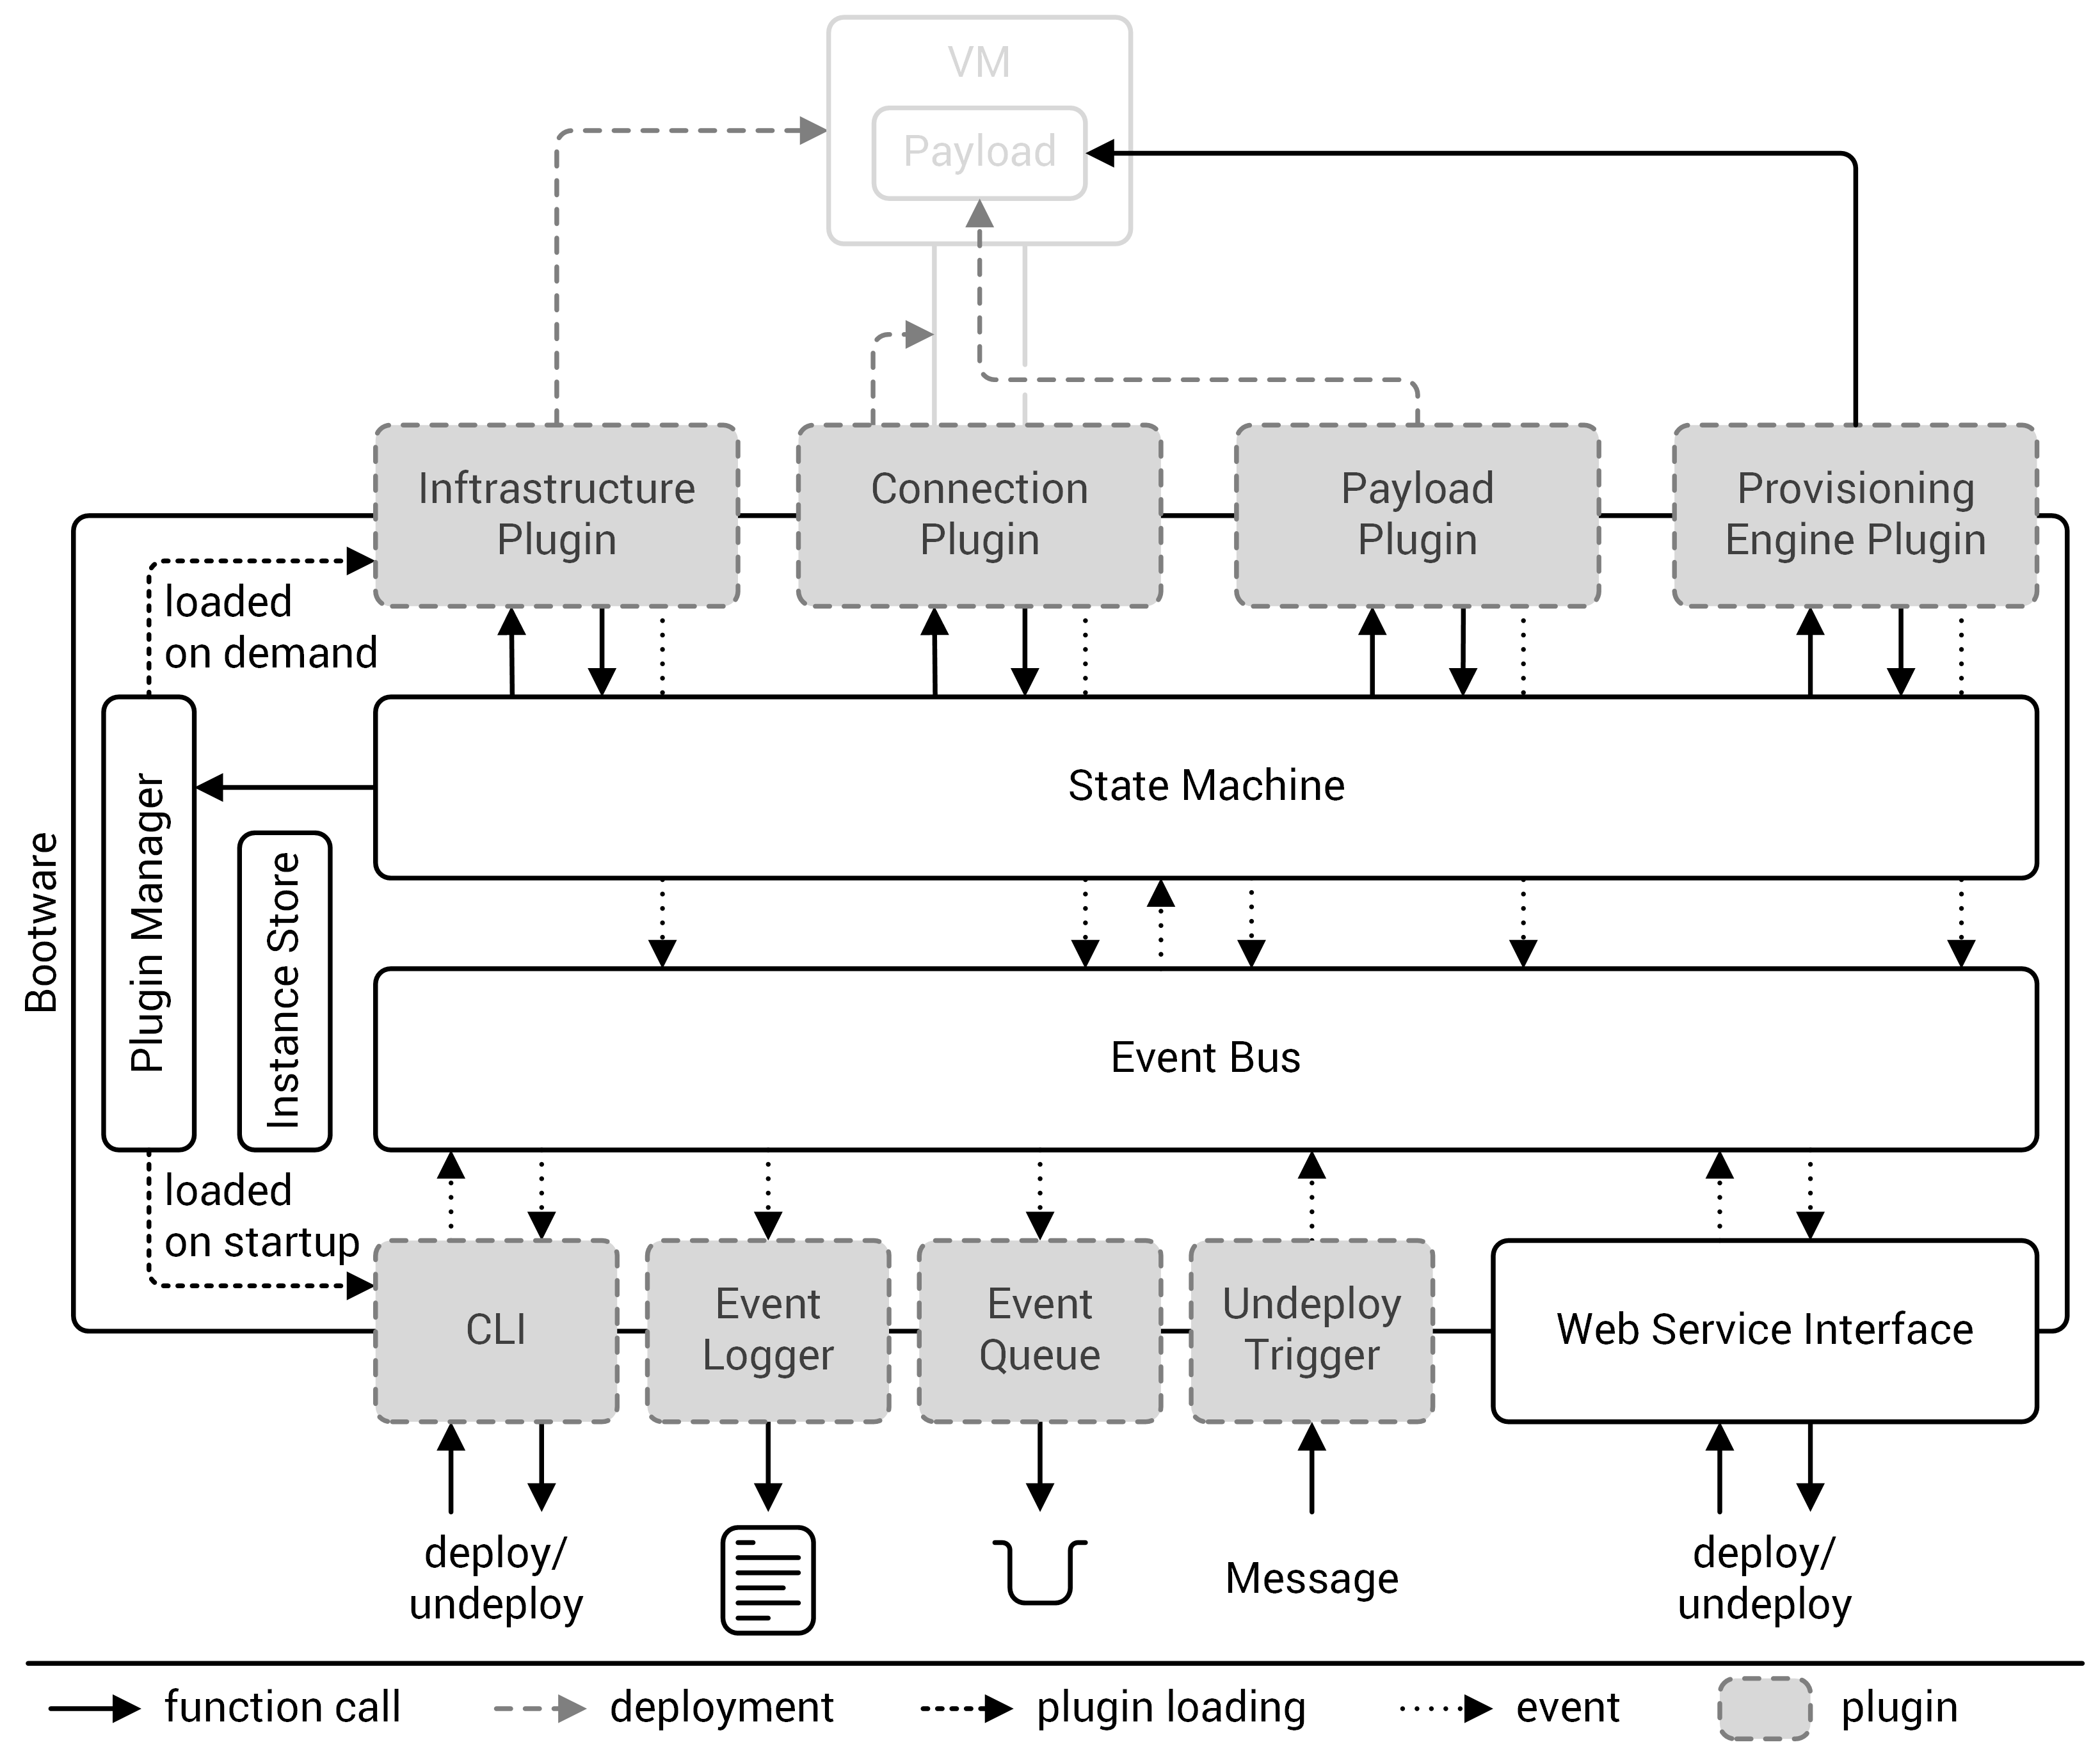 VM
Payload
Inftrastructure
Plugin
Connection
Plugin
Payload
Plugin
Provisioning
Engine Plugin
loaded
on demand
State Machine
Bootware
Plugin Manager
Instance Store
Event Bus
loaded
on startup
CLI
Event
Logger
Event
Queue
Undeploy
Trigger
Web Service Interface
deploy/
undeploy
Message
deploy/
undeploy
function call
deployment
plugin loading
event
plugin